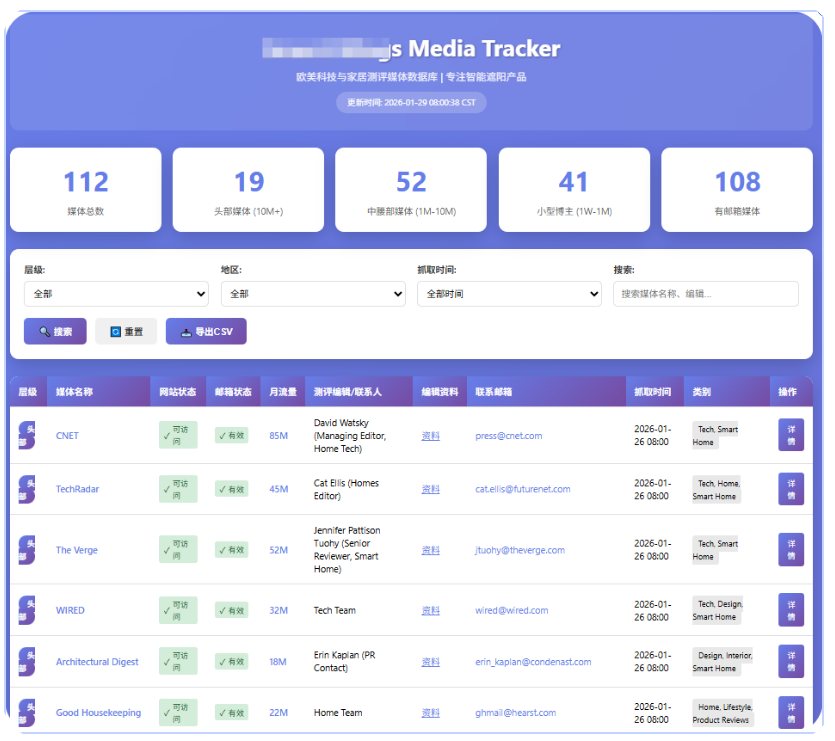 Media Tracker
欧美科技与家居测评媒体数据库 | 专注智能遮阳产品
更新时间: 2026-01-29 08:00:38 CST
112
媒体总数
19
头部媒体 (10M+)
52
中腰部媒体 (1M-10M)
41
小型博主 (1W-1M)
108
有邮箱媒体
层级: 地区: 抓取时间: 搜索:
全部 全部 全部时间 搜索媒体名称、编辑...
搜索 重置 导出CSV
层级 媒体名称 网站状态 邮箱状态 月流量 测评编辑/联系人 编辑资料 联系邮箱 抓取时间 类别 操作
头部 CNET ✓ 可访问 ✓ 有效 85M David Watsky (Managing Editor, Home Tech) 资料 press@cnet.com 2026-01-26 08:00 Tech, Smart Home 详情
头部 TechRadar ✓ 可访问 ✓ 有效 45M Cat Ellis (Homes Editor) 资料 cat.ellis@futurenet.com 2026-01-26 08:00 Tech, Home, Smart Home 详情
头部 The Verge ✓ 可访问 ✓ 有效 52M Jennifer Pattison Tuohy (Senior Reviewer, Smart Home) 资料 jtuohy@theverge.com 2026-01-26 08:00 Tech, Smart Home 详情
头部 WIRED ✓ 可访问 ✓ 有效 32M Tech Team 资料 wired@wired.com 2026-01-26 08:00 Tech, Design, Smart Home 详情
头部 Architectural Digest ✓ 可访问 ✓ 有效 18M Erin Kaplan (PR Contact) 资料 erin_kaplan@condenast.com 2026-01-26 08:00 Design, Interior, Smart Home 详情
头部 Good Housekeeping ✓ 可访问 ✓ 有效 22M Home Team 资料 ghmail@hearst.com 2026-01-26 08:00 Home, Lifestyle, Product Reviews 详情